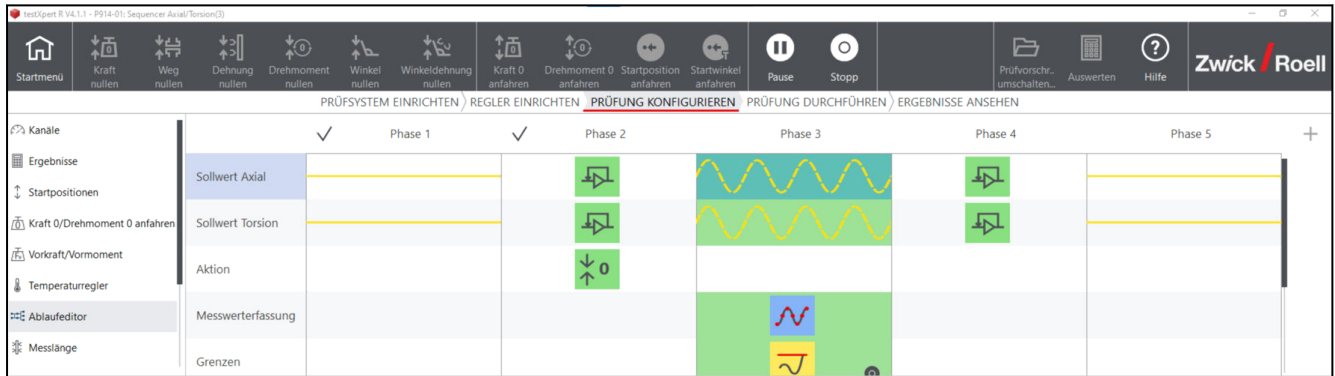 testXpert R V4.1.1 - P914-01: Sequencer Axial/Torsion(3)
Startmenü
Kraft
nullen
Weg
nullen
Dehnung
nullen
Drehmoment
nullen
Winkel
nullen
Winkeldehnung
nullen
Kraft 0
anfahren
Drehmoment 0
anfahren
Startposition
anfahren
Startwinkel
anfahren
Pause
Stopp
Prüfvorschr..
umschalten...
Auswerten
Hilfe
Zwick Roell
PRÜFSYSTEM EINRICHTEN REGLER EINRICHTEN PRÜFUNG KONFIGURIEREN PRÜFUNG DURCHFÜHREN ERGEBNISSE ANSEHEN
Kanäle
Ergebnisse
Startpositionen
Kraft 0/Drehmoment 0 anfahren
Vorkraft/Vormoment
Temperaturregler
Ablaufeditor
Messlänge
Phase 1
Phase 2
Phase 3
Phase 4
Phase 5
Sollwert Axial
Sollwert Torsion
Aktion
0
Messwerterfassung
Grenzen